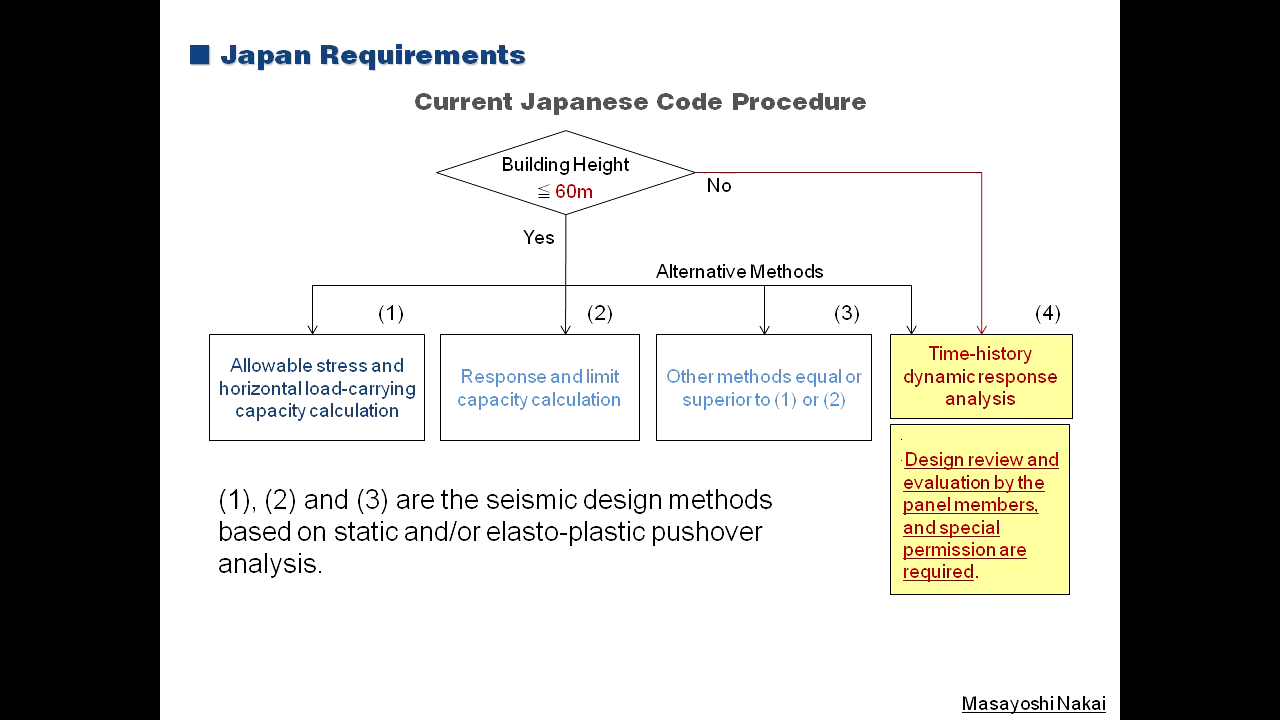 ■ Japan Requirements
Current Japanese Code Procedure
Building Height
≦ 60m
No
Yes
Alternative Methods
(1)
(2)
(3)
(4)
Allowable stress and
horizontal load-carrying
capacity calculation
Response and limit
capacity calculation
Other methods equal or
superior to (1) or (2)
Time-history
dynamic response
analysis
Design review and
evaluation by the
panel members,
and special
permission are
required.
(1), (2) and (3) are the seismic design methods
based on static and/or elasto-plastic pushover
analysis.
Masayoshi Nakai